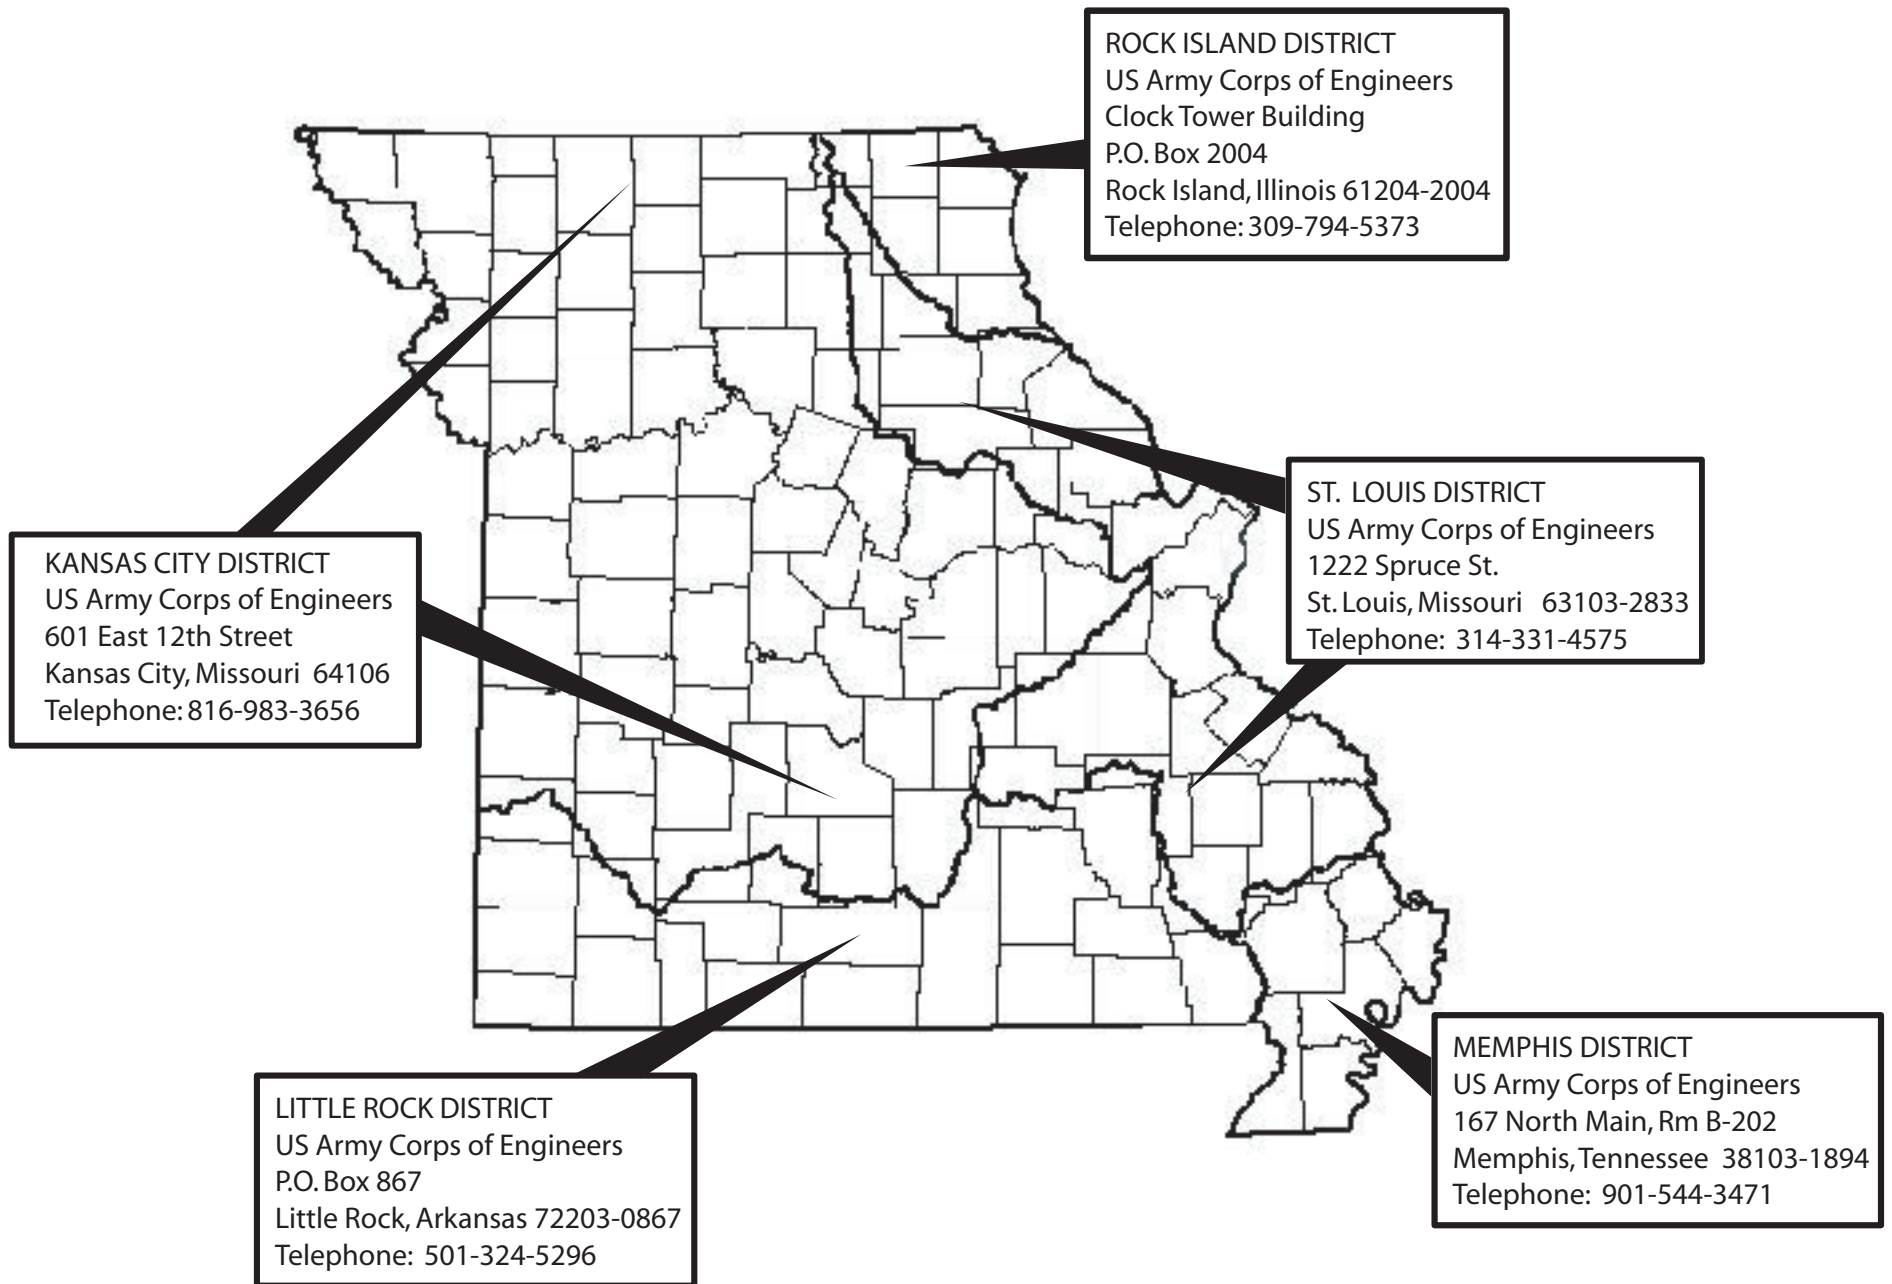 ROCK ISLAND DISTRICT
US Army Corps of Engineers
Clock Tower Building
P.O. Box 2004
Rock Island, Illinois 61204-2004
Telephone: 309-794-5373
ST. LOUIS DISTRICT
US Army Corps of Engineers
1222 Spruce St.
St. Louis, Missouri 63103-2833
Telephone: 314-331-4575
KANSAS CITY DISTRICT
US Army Corps of Engineers
601 East 12th Street
Kansas City, Missouri 64106
Telephone: 816-983-3656
MEMPHIS DISTRICT
US Army Corps of Engineers
167 North Main, Rm B-202
Memphis, Tennessee 38103-1894
Telephone: 901-544-3471
LITTLE ROCK DISTRICT
US Army Corps of Engineers
P.O. Box 867
Little Rock, Arkansas 72203-0867
Telephone: 501-324-5296